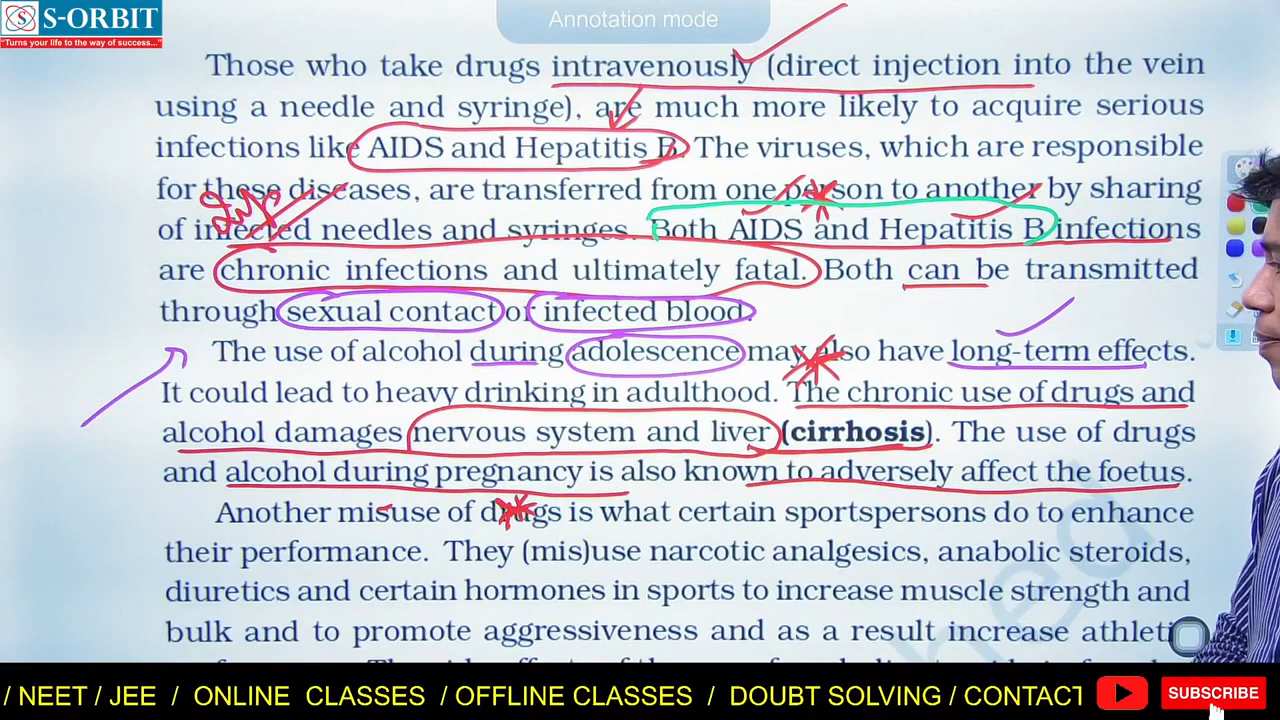 S-ORBIT
"Turns your life to the way of success..."
Annotation mode
Those who take drugs intravenously (direct injection into the vein
using a needle and syringe), are much more likely to acquire serious
infections like AIDS and Hepatitis B. The viruses, which are responsible
for these diseases, are transferred from one person to another by sharing
of infected needles and syringes. Both AIDS and Hepatitis B infections
are chronic infections and ultimately fatal. Both can be transmitted
through sexual contact or infected blood.
The use of alcohol during adolescence may also have long-term effects.
It could lead to heavy drinking in adulthood. The chronic use of drugs and
alcohol damages nervous system and liver (cirrhosis). The use of drugs
and alcohol during pregnancy is also known to adversely affect the foetus.
Another misuse of drugs is what certain sportspersons do to enhance
their performance. They (mis)use narcotic analgesics, anabolic steroids,
diuretics and certain hormones in sports to increase muscle strength and
bulk and to promote aggressiveness and as a result increase athleti
/ NEET / JEE / ONLINE CLASSES / OFFLINE CLASSES / DOUBT SOLVING / CONTACT
SUBSCRIBE